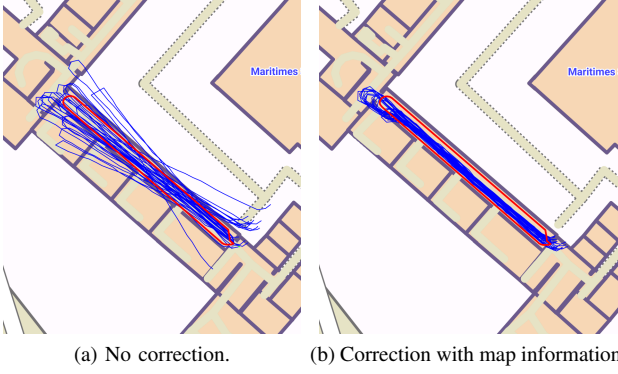 Maritimes
Maritimes
(a) No correction.
(b) Correction with map information